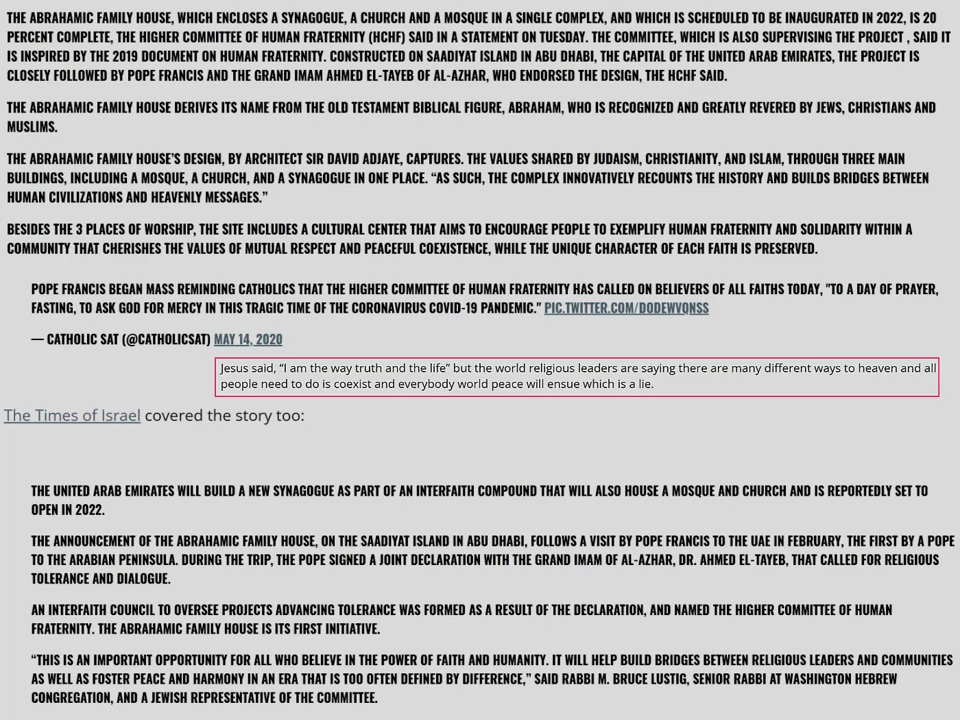 THE ABRAHAMIC FAMILY HOUSE, WHICH ENCLOSES A SYNAGOGUE, A CHURCH AND A MOSQUE IN A SINGLE COMPLEX, AND WHICH IS SCHEDULED TO BE INAUGURATED IN 2022, IS 20
PERCENT COMPLETE, THE HIGHER COMMITTEE OF HUMAN FRATERNITY (HCHF) SAID IN A STATEMENT ON TUESDAY. THE COMMITTEE, WHICH IS ALSO SUPERVISING THE PROJECT , SAID IT
IS INSPIRED BY THE 2019 DOCUMENT ON HUMAN FRATERNITY. CONSTRUCTED ON SAADIYAT ISLAND IN ABU DHABI, THE CAPITAL OF THE UNITED ARAB EMIRATES, THE PROJECT IS
CLOSELY FOLLOWED BY POPE FRANCIS AND THE GRAND IMAM AHMED EL-TAYEB OF AL-AZHAR, WHO ENDORSED THE DESIGN, THE HCHF SAID.
THE ABRAHAMIC FAMILY HOUSE DERIVES ITS NAME FROM THE OLD TESTAMENT BIBLICAL FIGURE, ABRAHAM, WHO IS RECOGNIZED AND GREATLY REVERED BY JEWS, CHRISTIANS AND
MUSLIMS.
THE ABRAHAMIC FAMILY HOUSE'S DESIGN, BY ARCHITECT SIR DAVID ADJAYE, CAPTURES. THE VALUES SHARED BY JUDAISM, CHRISTIANITY, AND ISLAM, THROUGH THREE MAIN
BUILDINGS, INCLUDING A MOSQUE, A CHURCH, AND A SYNAGOGUE IN ONE PLACE. “AS SUCH, THE COMPLEX INNOVATIVELY RECOUNTS THE HISTORY AND BUILDS BRIDGES BETWEEN
HUMAN CIVILIZATIONS AND HEAVENLY MESSAGES.”
BESIDES THE 3 PLACES OF WORSHIP, THE SITE INCLUDES A CULTURAL CENTER THAT AIMS TO ENCOURAGE PEOPLE TO EXEMPLIFY HUMAN FRATERNITY AND SOLIDARITY WITHIN A
COMMUNITY THAT CHERISHES THE VALUES OF MUTUAL RESPECT AND PEACEFUL COEXISTENCE, WHILE THE UNIQUE CHARACTER OF EACH FAITH IS PRESERVED.
POPE FRANCIS BEGAN MASS REMINDING CATHOLICS THAT THE HIGHER COMMITTEE OF HUMAN FRATERNITY HAS CALLED ON BELIEVERS OF ALL FAITHS TODAY, "TO A DAY OF PRAYER,
FASTING, TO ASK GOD FOR MERCY IN THIS TRAGIC TIME OF THE CORONAVIRUS COVID-19 PANDEMIC." PIC.TWITTER.COM/DODEWVQNSS
— CATHOLIC SAT (@CATHOLICSAT) MAY 14, 2020
Jesus said, “I am the way truth and the life” but the world religious leaders are saying there are many different ways to heaven and all
people need to do is coexist and everybody world peace will ensue which is a lie.
The Times of Israel covered the story too:
THE UNITED ARAB EMIRATES WILL BUILD A NEW SYNAGOGUE AS PART OF AN INTERFAITH COMPOUND THAT WILL ALSO HOUSE A MOSQUE AND CHURCH AND IS REPORTEDLY SET TO
OPEN IN 2022.
THE ANNOUNCEMENT OF THE ABRAHAMIC FAMILY HOUSE, ON THE SAADIYAT ISLAND IN ABU DHABI, FOLLOWS A VISIT BY POPE FRANCIS TO THE UAE IN FEBRUARY, THE FIRST BY A POPE
TO THE ARABIAN PENINSULA. DURING THE TRIP, THE POPE SIGNED A JOINT DECLARATION WITH THE GRAND IMAM OF AL-AZHAR, DR. AHMED EL-TAYEB, THAT CALLED FOR RELIGIOUS
TOLERANCE AND DIALOGUE.
AN INTERFAITH COUNCIL TO OVERSEE PROJECTS ADVANCING TOLERANCE WAS FORMED AS A RESULT OF THE DECLARATION, AND NAMED THE HIGHER COMMITTEE OF HUMAN
FRATERNITY. THE ABRAHAMIC FAMILY HOUSE IS ITS FIRST INITIATIVE.
“THIS IS AN IMPORTANT OPPORTUNITY FOR ALL WHO BELIEVE IN THE POWER OF FAITH AND HUMANITY. IT WILL HELP BUILD BRIDGES BETWEEN RELIGIOUS LEADERS AND COMMUNITIES
AS WELL AS FOSTER PEACE AND HARMONY IN AN ERA THAT IS TOO OFTEN DEFINED BY DIFFERENCE,” SAID RABBI M. BRUCE LUSTIG, SENIOR RABBI AT WASHINGTON HEBREW
CONGREGATION, AND A JEWISH REPRESENTATIVE OF THE COMMITTEE.